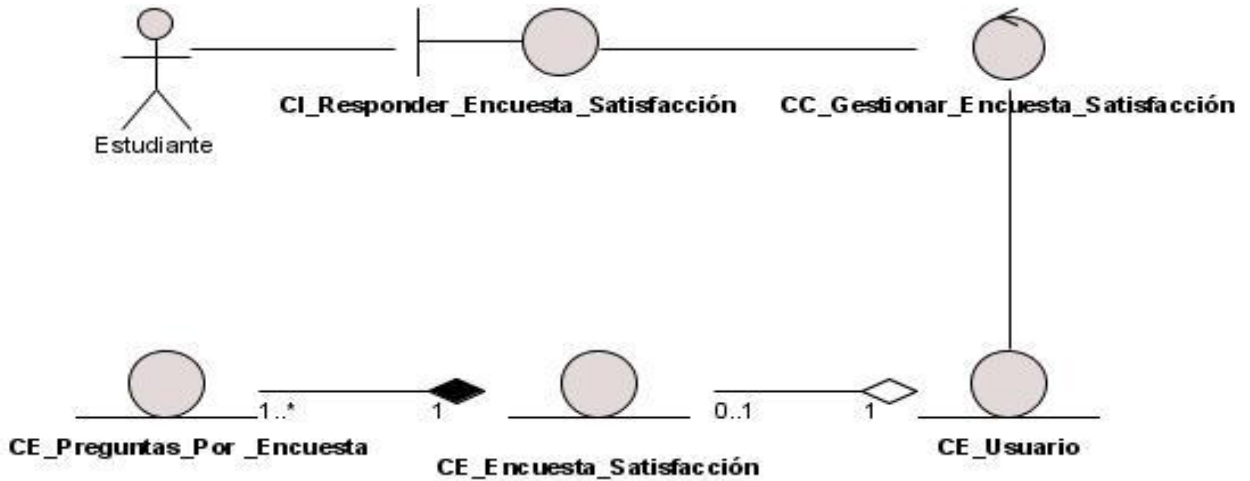 CI_Responder_Encuesta_Satisfacción
CC_Gestionar_Encuesta_Satisfacción
Estudiante
1..*
1
0..1
1
CE_Preguntas_Por _Encuesta
CE_Encuesta_Satisfacción
CE_Usuario